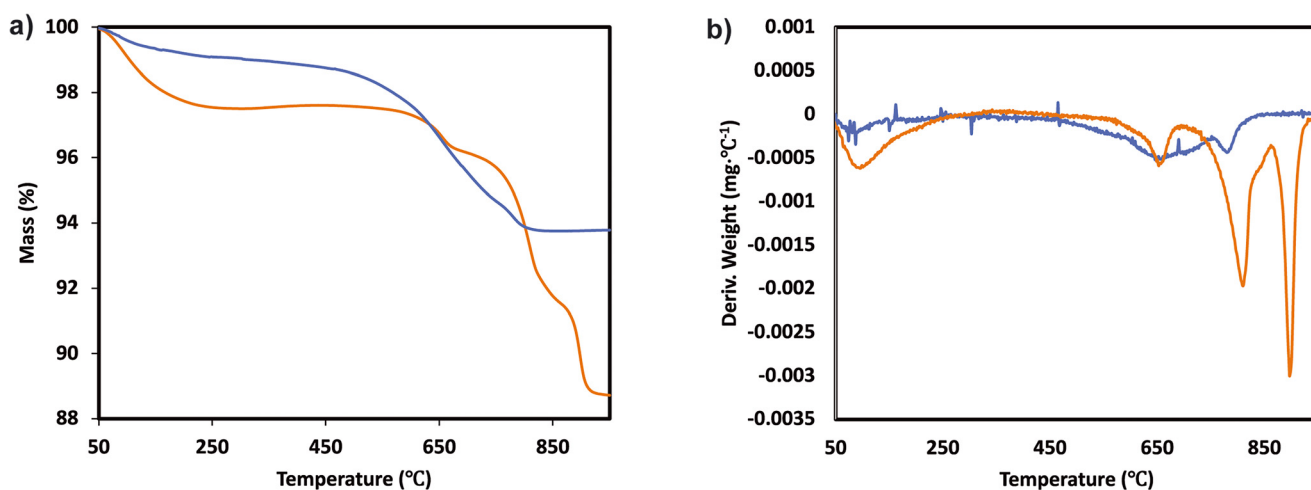 a)
100
98
96
94
92
90
88
Mass (%)
50 250 450 650 850
Temperature (℃)
b)
0.001
0.0005
0
-0.0005
-0.001
-0.0015
-0.002
-0.0025
-0.003
-0.0035
Deriv. Weight (mg·°C⁻¹)
50 250 450 650 850
Temperature (℃)